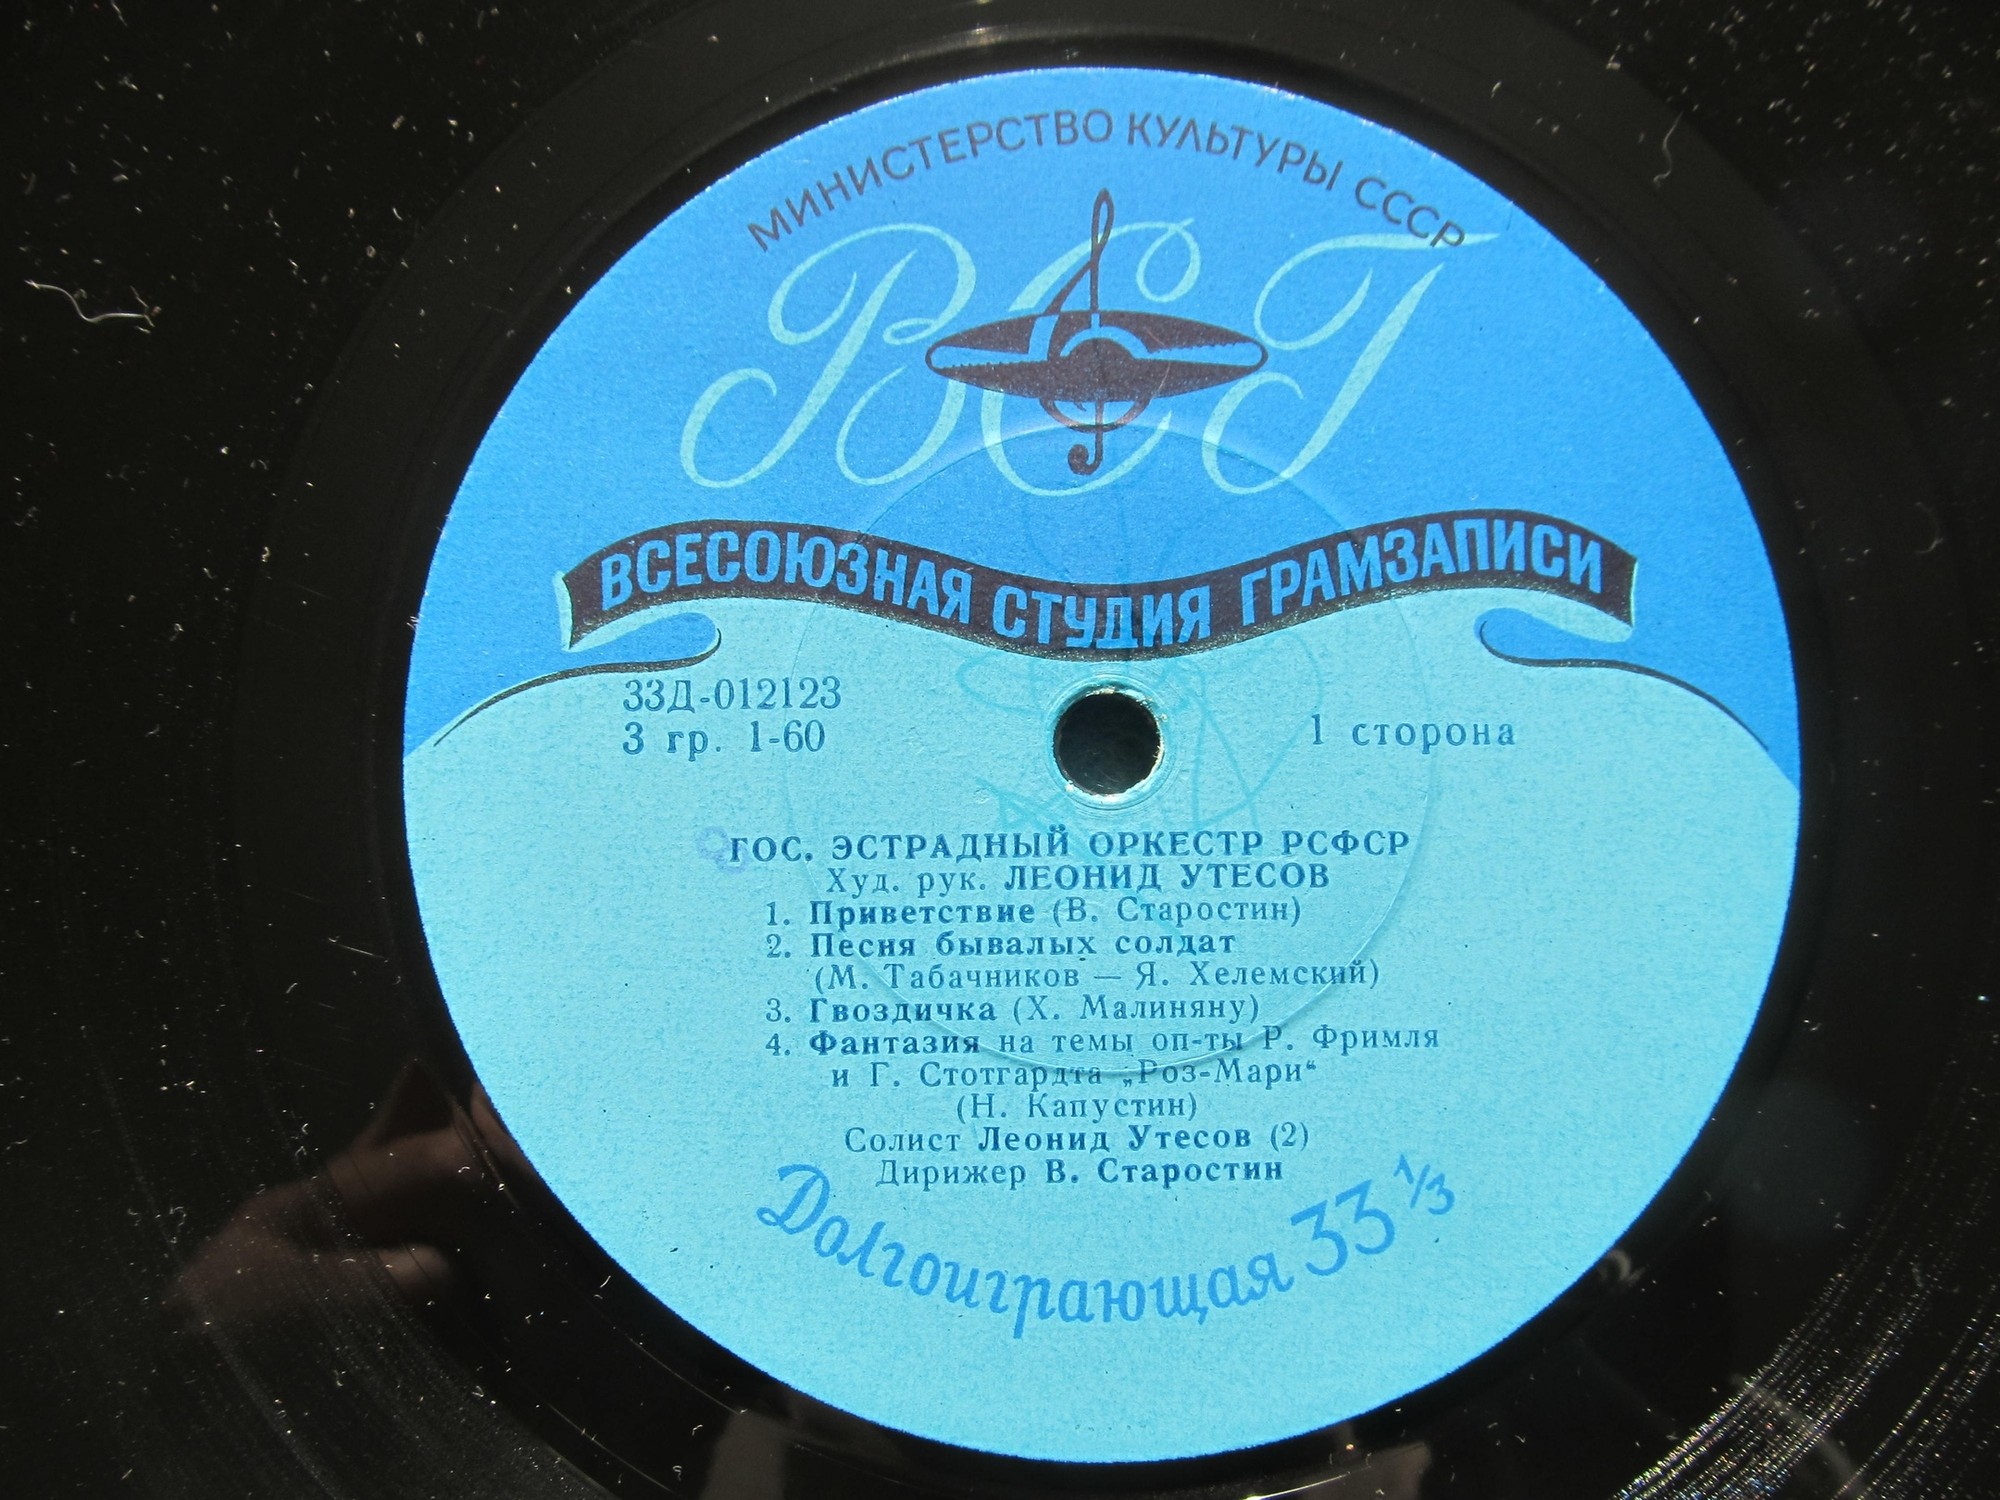 МИНИСТЕРСТВО КУЛЬТУРЫ СССР
ВСГ
ВСЕСОЮЗНАЯ СТУДИЯ ГРАМЗАПИСИ
33Д-012123
3 гр. 1-60
1 сторона
ГОС. ЭСТРАДНЫЙ ОРКЕСТР РСФСР
Худ. рук. ЛЕОНИД УТЕСОВ
1. Приветствие (В. Старостин)
2. Песня бывалых солдат
(М. Табачников — Я. Хелемский)
3. Гвоздичка (Х. Малиняну)
4. Фантазия на темы оп-ты Р. Фримля
и Г. Стотгардта „Роз-Мари“
(Н. Капустин)
Солист Леонид Утесов (2)
Дирижер В. Старостин
Долгоиграющая 33 1/3